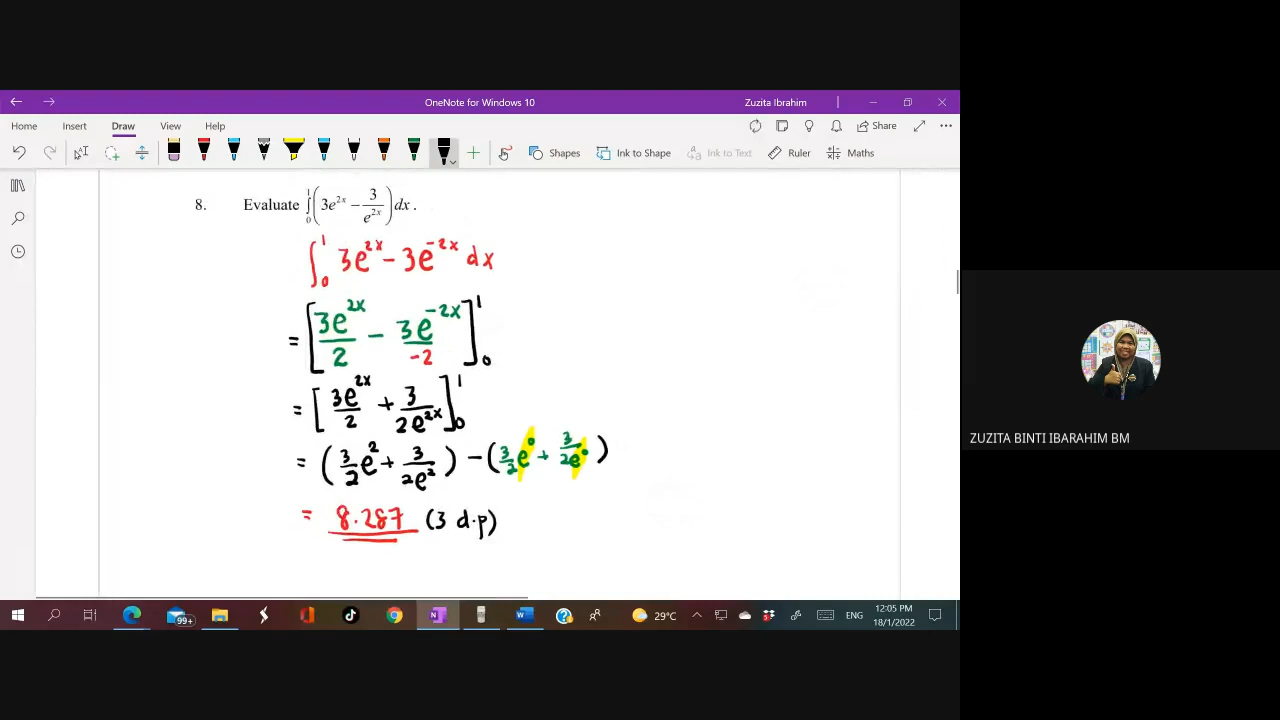 OneNote for Windows 10
Zuzita Ibrahim
Home Insert Draw View Help
Share
Shapes Ink to Shape Ink to Text Ruler Maths
8. Evaluate ∫₀¹ (3e^{2x} − 3/e^{2x}) dx .
∫₀¹ 3e^{2x} − 3e^{−2x} dx
= [3e^{2x}/2 − 3e^{−2x}/−2]₀¹
= [3e^{2x}/2 + 3/2e^{2x}]₀¹
= (3/2 e² + 3/2e²) − (3/2 e⁰ + 3/2e⁰)
= 8.287 (3 d.p)
ZUZITA BINTI IBARAHIM BM
99+
29°C
ENG
12:05 PM
18/1/2022